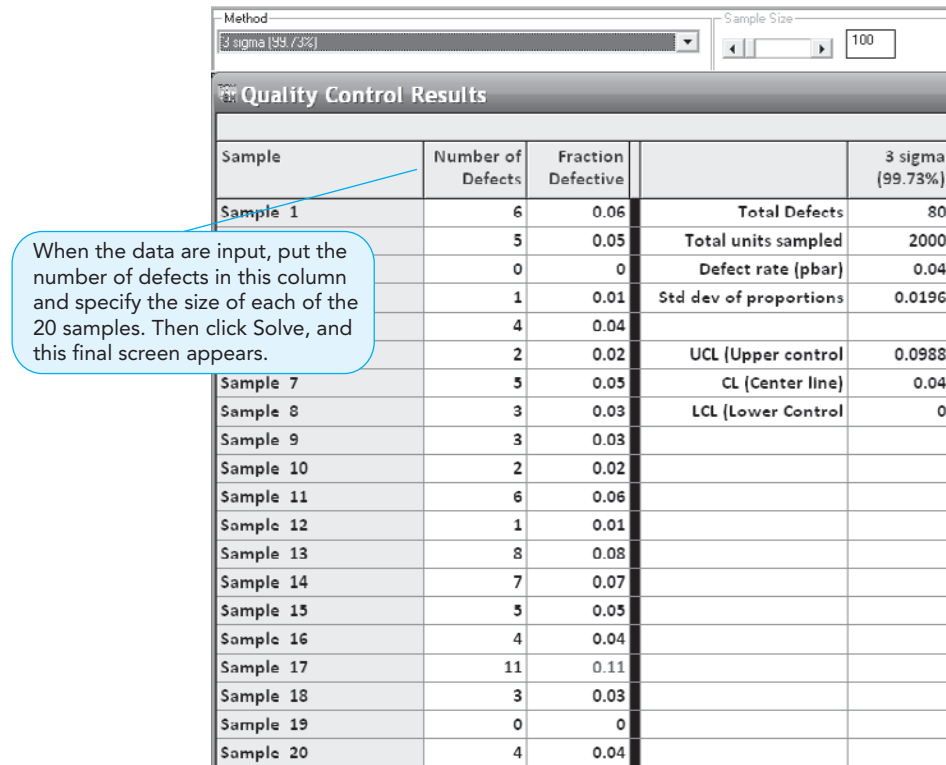 Method
3 sigma (99.73%)
Sample Size
100
Quality Control Results
Sample Number of Defects Fraction Defective 3 sigma (99.73%)
Sample 1 6 0.06 Total Defects 80
5 0.05 Total units sampled 2000
0 0 Defect rate (pbar) 0.04
1 0.01 Std dev of proportions 0.0196
4 0.04
2 0.02 UCL (Upper control 0.0988
Sample 7 5 0.05 CL (Center line) 0.04
Sample 8 3 0.03 LCL (Lower Control 0
Sample 9 3 0.03
Sample 10 2 0.02
Sample 11 6 0.06
Sample 12 1 0.01
Sample 13 8 0.08
Sample 14 7 0.07
Sample 15 5 0.05
Sample 16 4 0.04
Sample 17 11 0.11
Sample 18 3 0.03
Sample 19 0 0
Sample 20 4 0.04
When the data are input, put the
number of defects in this column
and specify the size of each of the
20 samples. Then click Solve, and
this final screen appears.